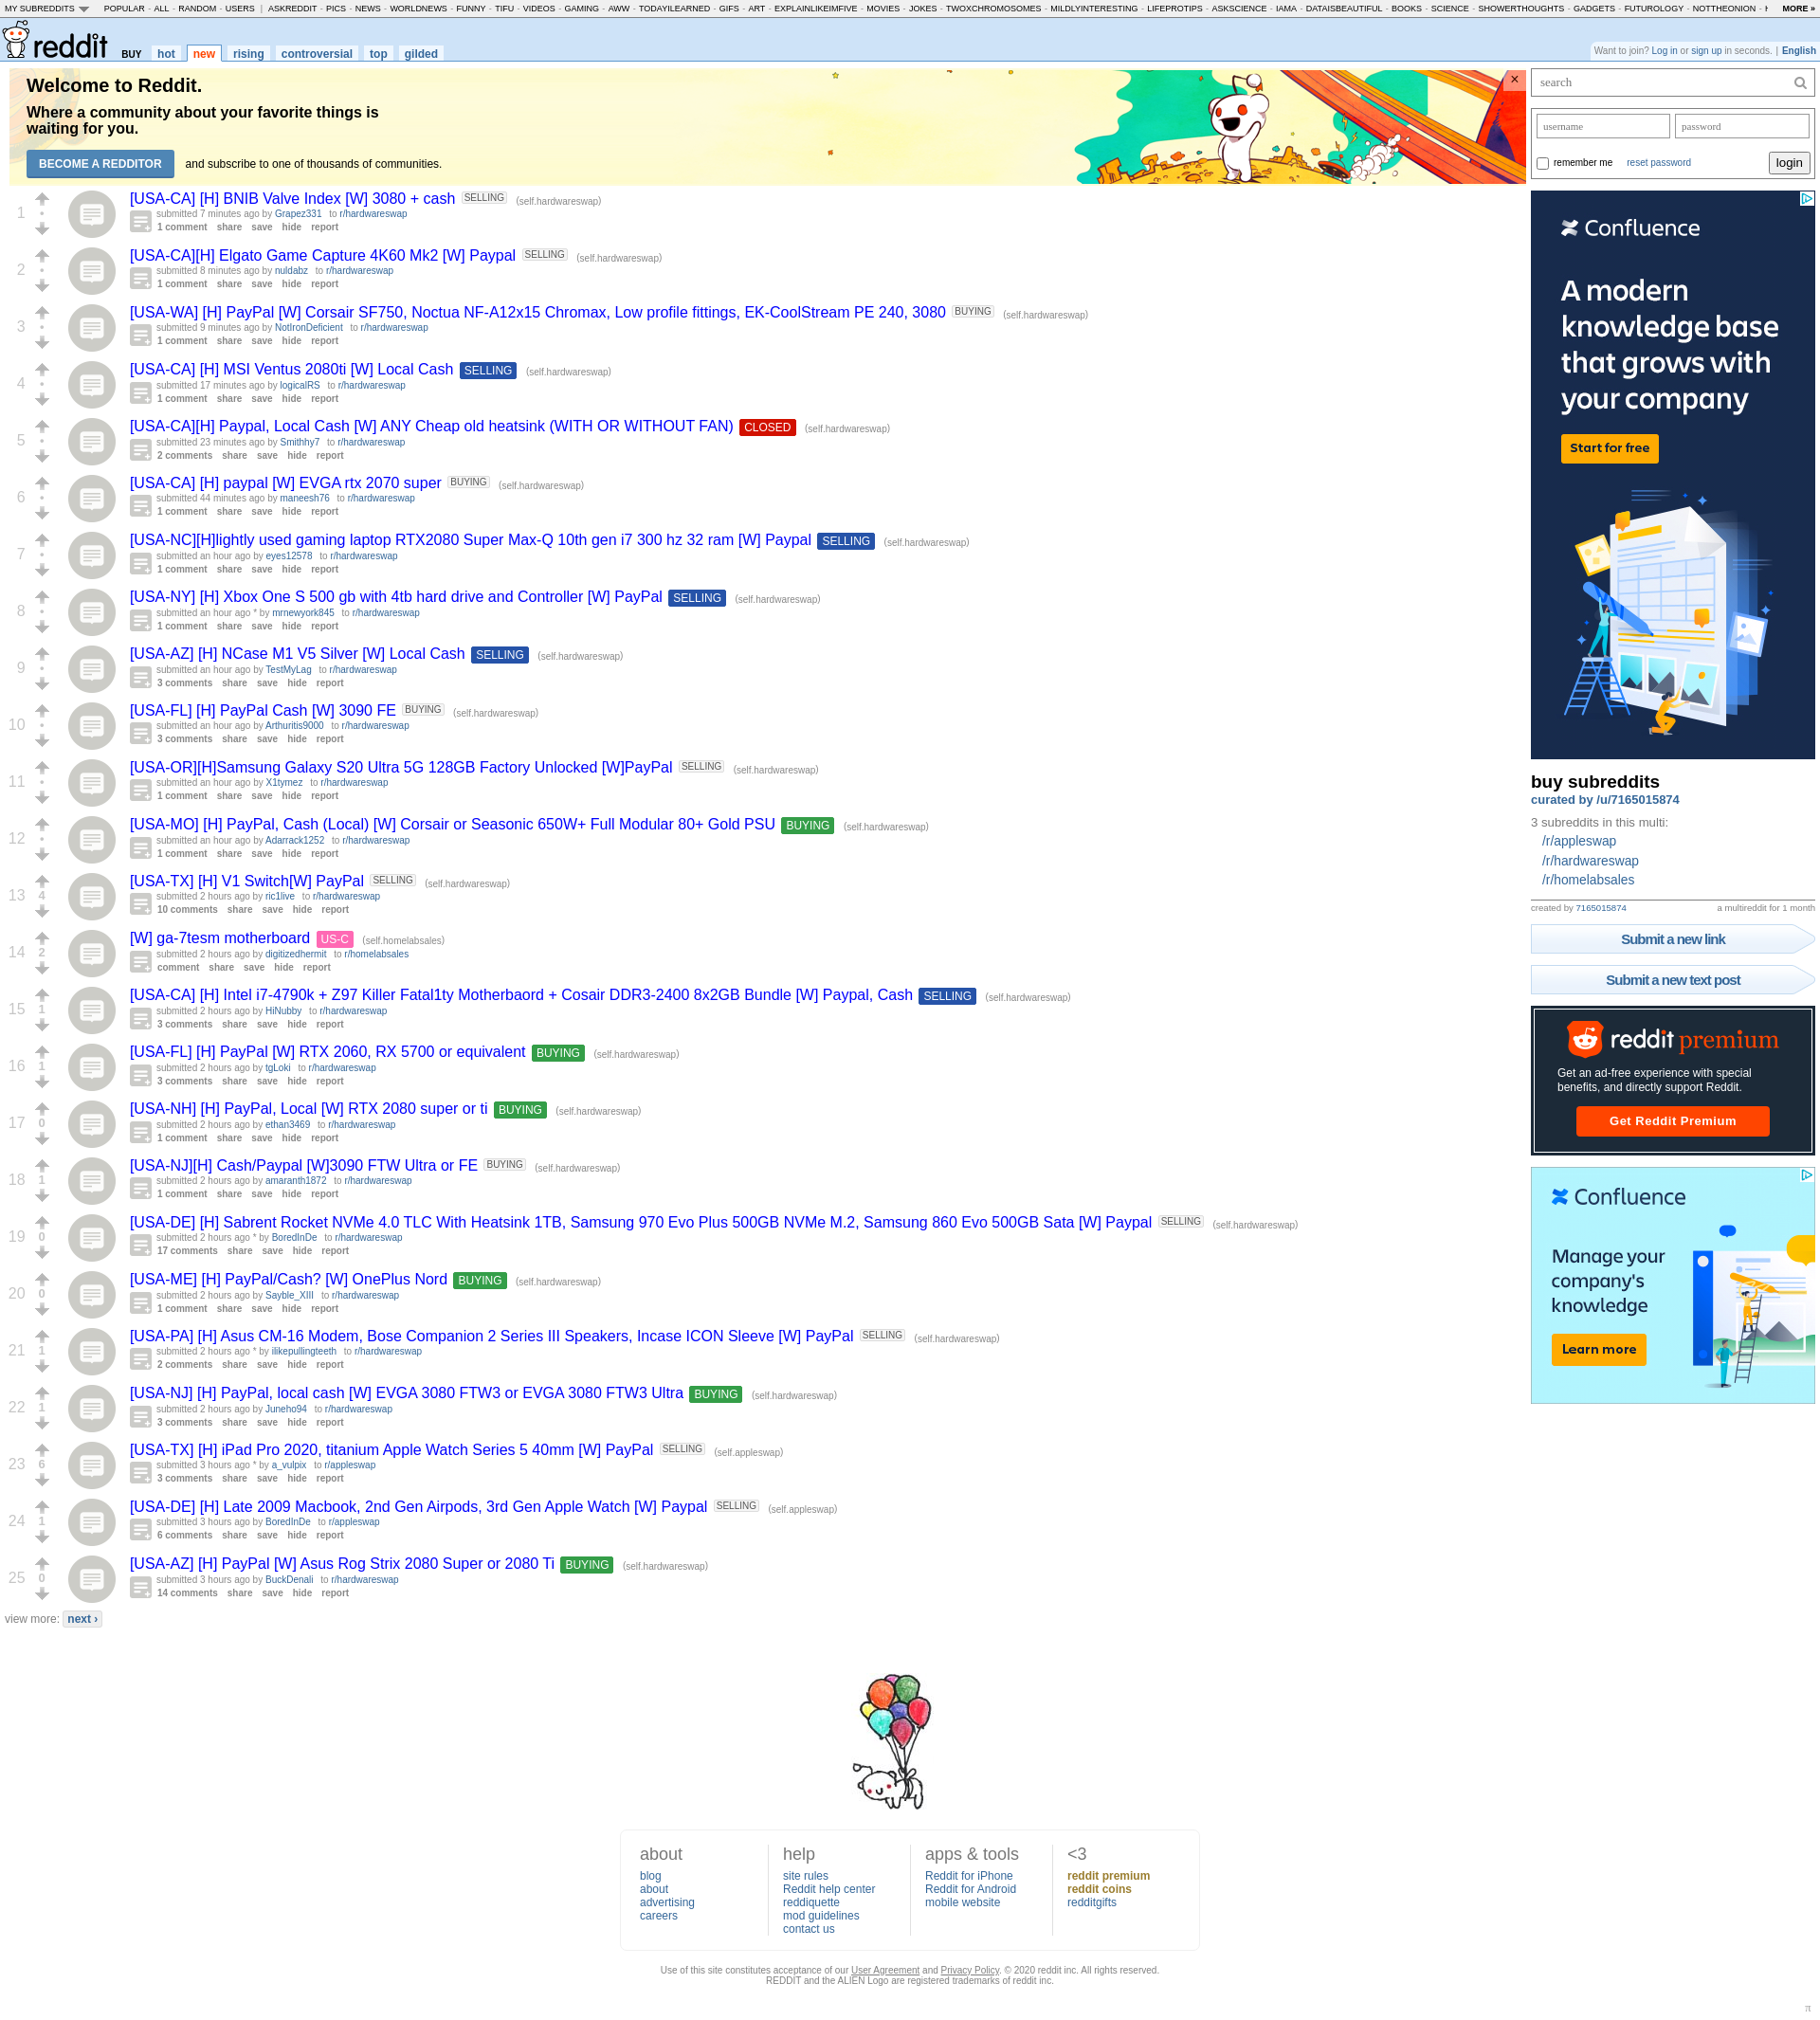 MY SUBREDDITS POPULAR - ALL - RANDOM - USERS | ASKREDDIT - PICS - NEWS - WORLDNEWS - FUNNY - TIFU - VIDEOS - GAMING - AWW - TODAYILEARNED - GIFS - ART - EXPLAINLIKEIMFIVE - MOVIES - JOKES - TWOXCHROMOSOMES - MILDLYINTERESTING - LIFEPROTIPS - ASKSCIENCE - IAMA - DATAISBEAUTIFUL - BOOKS - SCIENCE - SHOWERTHOUGHTS - GADGETS - FUTUROLOGY - NOTTHEONION - MORE »
reddit BUY hot new rising controversial top gilded
Want to join? Log in or sign up in seconds. | English
Welcome to Reddit.
Where a community about your favorite things is
waiting for you.
BECOME A REDDITOR and subscribe to one of thousands of communities.
×
1 [USA-CA] [H] BNIB Valve Index [W] 3080 + cash SELLING (self.hardwareswap)
submitted 7 minutes ago by Grapez331 to r/hardwareswap
1 comment share save hide report
2 [USA-CA][H] Elgato Game Capture 4K60 Mk2 [W] Paypal SELLING (self.hardwareswap)
submitted 8 minutes ago by nuldabz to r/hardwareswap
1 comment share save hide report
3 [USA-WA] [H] PayPal [W] Corsair SF750, Noctua NF-A12x15 Chromax, Low profile fittings, EK-CoolStream PE 240, 3080 BUYING (self.hardwareswap)
submitted 9 minutes ago by NotIronDeficient to r/hardwareswap
1 comment share save hide report
4 [USA-CA] [H] MSI Ventus 2080ti [W] Local Cash SELLING (self.hardwareswap)
submitted 17 minutes ago by logicalRS to r/hardwareswap
1 comment share save hide report
5 [USA-CA][H] Paypal, Local Cash [W] ANY Cheap old heatsink (WITH OR WITHOUT FAN) CLOSED (self.hardwareswap)
submitted 23 minutes ago by Smithhy7 to r/hardwareswap
2 comments share save hide report
6 [USA-CA] [H] paypal [W] EVGA rtx 2070 super BUYING (self.hardwareswap)
submitted 44 minutes ago by maneesh76 to r/hardwareswap
1 comment share save hide report
7 [USA-NC][H]lightly used gaming laptop RTX2080 Super Max-Q 10th gen i7 300 hz 32 ram [W] Paypal SELLING (self.hardwareswap)
submitted an hour ago by eyes12578 to r/hardwareswap
1 comment share save hide report
8 [USA-NY] [H] Xbox One S 500 gb with 4tb hard drive and Controller [W] PayPal SELLING (self.hardwareswap)
submitted an hour ago * by mrnewyork845 to r/hardwareswap
1 comment share save hide report
9 [USA-AZ] [H] NCase M1 V5 Silver [W] Local Cash SELLING (self.hardwareswap)
submitted an hour ago by TestMyLag to r/hardwareswap
3 comments share save hide report
10 [USA-FL] [H] PayPal Cash [W] 3090 FE BUYING (self.hardwareswap)
submitted an hour ago by Arthuritis9000 to r/hardwareswap
3 comments share save hide report
11 [USA-OR][H]Samsung Galaxy S20 Ultra 5G 128GB Factory Unlocked [W]PayPal SELLING (self.hardwareswap)
submitted an hour ago by X1tymez to r/hardwareswap
1 comment share save hide report
12 [USA-MO] [H] PayPal, Cash (Local) [W] Corsair or Seasonic 650W+ Full Modular 80+ Gold PSU BUYING (self.hardwareswap)
submitted an hour ago by Adarrack1252 to r/hardwareswap
1 comment share save hide report
13 4 [USA-TX] [H] V1 Switch[W] PayPal SELLING (self.hardwareswap)
submitted 2 hours ago by ric1live to r/hardwareswap
10 comments share save hide report
14 2 [W] ga-7tesm motherboard US-C (self.homelabsales)
submitted 2 hours ago by digitizedhermit to r/homelabsales
comment share save hide report
15 1 [USA-CA] [H] Intel i7-4790k + Z97 Killer Fatal1ty Motherbaord + Cosair DDR3-2400 8x2GB Bundle [W] Paypal, Cash SELLING (self.hardwareswap)
submitted 2 hours ago by HiNubby to r/hardwareswap
3 comments share save hide report
16 1 [USA-FL] [H] PayPal [W] RTX 2060, RX 5700 or equivalent BUYING (self.hardwareswap)
submitted 2 hours ago by tgLoki to r/hardwareswap
3 comments share save hide report
17 0 [USA-NH] [H] PayPal, Local [W] RTX 2080 super or ti BUYING (self.hardwareswap)
submitted 2 hours ago by ethan3469 to r/hardwareswap
1 comment share save hide report
18 1 [USA-NJ][H] Cash/Paypal [W]3090 FTW Ultra or FE BUYING (self.hardwareswap)
submitted 2 hours ago by amaranth1872 to r/hardwareswap
1 comment share save hide report
19 0 [USA-DE] [H] Sabrent Rocket NVMe 4.0 TLC With Heatsink 1TB, Samsung 970 Evo Plus 500GB NVMe M.2, Samsung 860 Evo 500GB Sata [W] Paypal SELLING (self.hardwareswap)
submitted 2 hours ago * by BoredInDe to r/hardwareswap
17 comments share save hide report
20 0 [USA-ME] [H] PayPal/Cash? [W] OnePlus Nord BUYING (self.hardwareswap)
submitted 2 hours ago by Sayble_XIII to r/hardwareswap
1 comment share save hide report
21 1 [USA-PA] [H] Asus CM-16 Modem, Bose Companion 2 Series III Speakers, Incase ICON Sleeve [W] PayPal SELLING (self.hardwareswap)
submitted 2 hours ago * by ilikepullingteeth to r/hardwareswap
2 comments share save hide report
22 1 [USA-NJ] [H] PayPal, local cash [W] EVGA 3080 FTW3 or EVGA 3080 FTW3 Ultra BUYING (self.hardwareswap)
submitted 2 hours ago by Juneho94 to r/hardwareswap
3 comments share save hide report
23 6 [USA-TX] [H] iPad Pro 2020, titanium Apple Watch Series 5 40mm [W] PayPal SELLING (self.appleswap)
submitted 3 hours ago * by a_vulpix to r/appleswap
3 comments share save hide report
24 1 [USA-DE] [H] Late 2009 Macbook, 2nd Gen Airpods, 3rd Gen Apple Watch [W] Paypal SELLING (self.appleswap)
submitted 3 hours ago by BoredInDe to r/appleswap
6 comments share save hide report
25 0 [USA-AZ] [H] PayPal [W] Asus Rog Strix 2080 Super or 2080 Ti BUYING (self.hardwareswap)
submitted 3 hours ago by BuckDenali to r/hardwareswap
14 comments share save hide report
view more: next ›
search
username password
remember me reset password login
Confluence
A modern
knowledge base
that grows with
your company
Start for free
buy subreddits
curated by /u/7165015874
3 subreddits in this multi:
/r/appleswap
/r/hardwareswap
/r/homelabsales
created by 7165015874 a multireddit for 1 month
Submit a new link
Submit a new text post
reddit premium
Get an ad-free experience with special
benefits, and directly support Reddit.
Get Reddit Premium
Confluence
Manage your
company's
knowledge
Learn more
about
blog
about
advertising
careers
help
site rules
Reddit help center
reddiquette
mod guidelines
contact us
apps & tools
Reddit for iPhone
Reddit for Android
mobile website
<3
reddit premium
reddit coins
redditgifts
Use of this site constitutes acceptance of our User Agreement and Privacy Policy. © 2020 reddit inc. All rights reserved.
REDDIT and the ALIEN Logo are registered trademarks of reddit inc.
π